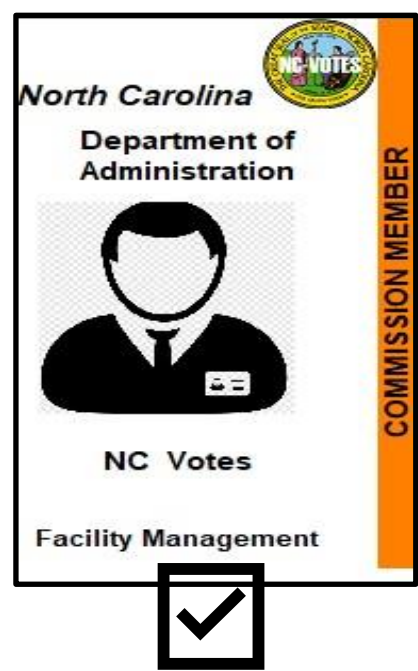 NC-VOTES
North Carolina
Department of
Administration
COMMISSION MEMBER
NC Votes
Facility Management